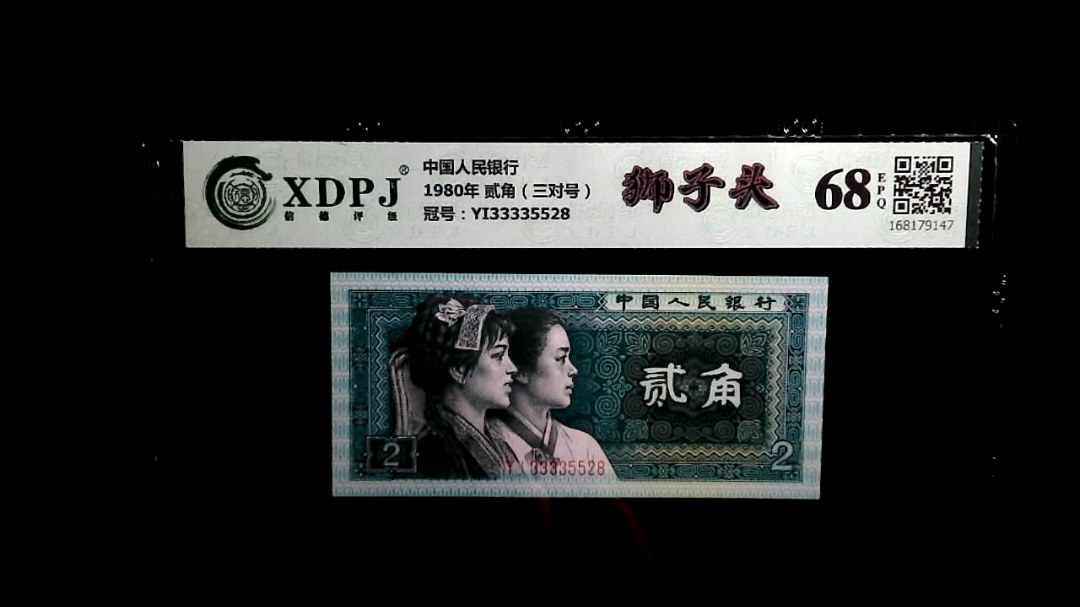 XDPJ®
信德评级
中国人民银行
1980年 贰角（三对号）
冠号：YI33335528
狮子头
68
EPQ
168179147
中国人民银行
贰角
2
2
YI33335528